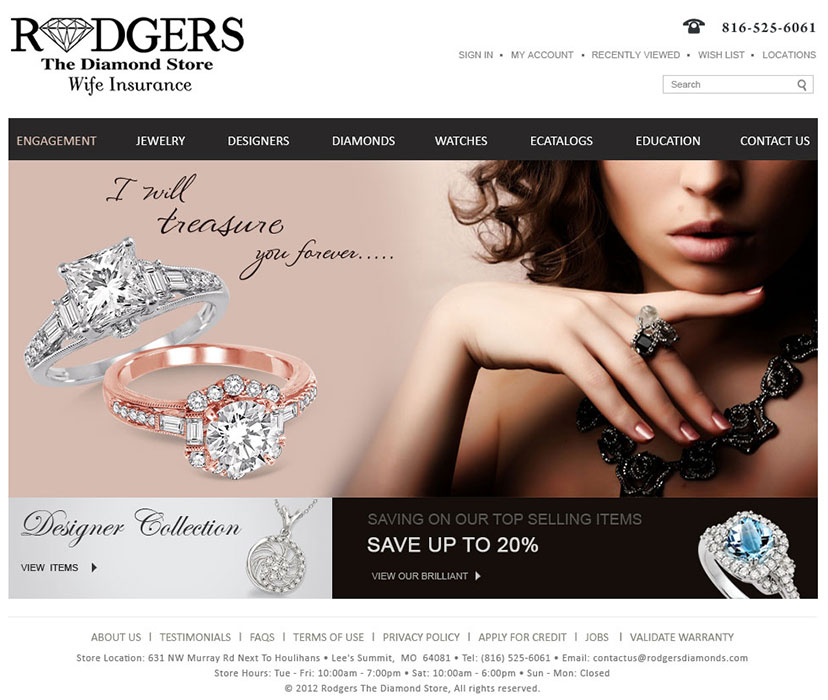 RODGERS
The Diamond Store
Wife Insurance
816-525-6061
SIGN IN • MY ACCOUNT • RECENTLY VIEWED • WISH LIST • LOCATIONS
Search
ENGAGEMENT JEWELRY DESIGNERS DIAMONDS WATCHES ECATALOGS EDUCATION CONTACT US
I will
treasure
you forever.....
Designer Collection
VIEW ITEMS
SAVING ON OUR TOP SELLING ITEMS
SAVE UP TO 20%
VIEW OUR BRILLIANT
ABOUT US | TESTIMONIALS | FAQS | TERMS OF USE | PRIVACY POLICY | APPLY FOR CREDIT | JOBS | VALIDATE WARRANTY
Store Location: 631 NW Murray Rd Next To Houlihans • Lee's Summit, MO 64081 • Tel: (816) 525-6061 • Email: contactus@rodgersdiamonds.com
Store Hours: Tue - Fri: 10:00am - 7:00pm • Sat: 10:00am - 6:00pm • Sun - Mon: Closed
© 2012 Rodgers The Diamond Store, All rights reserved.